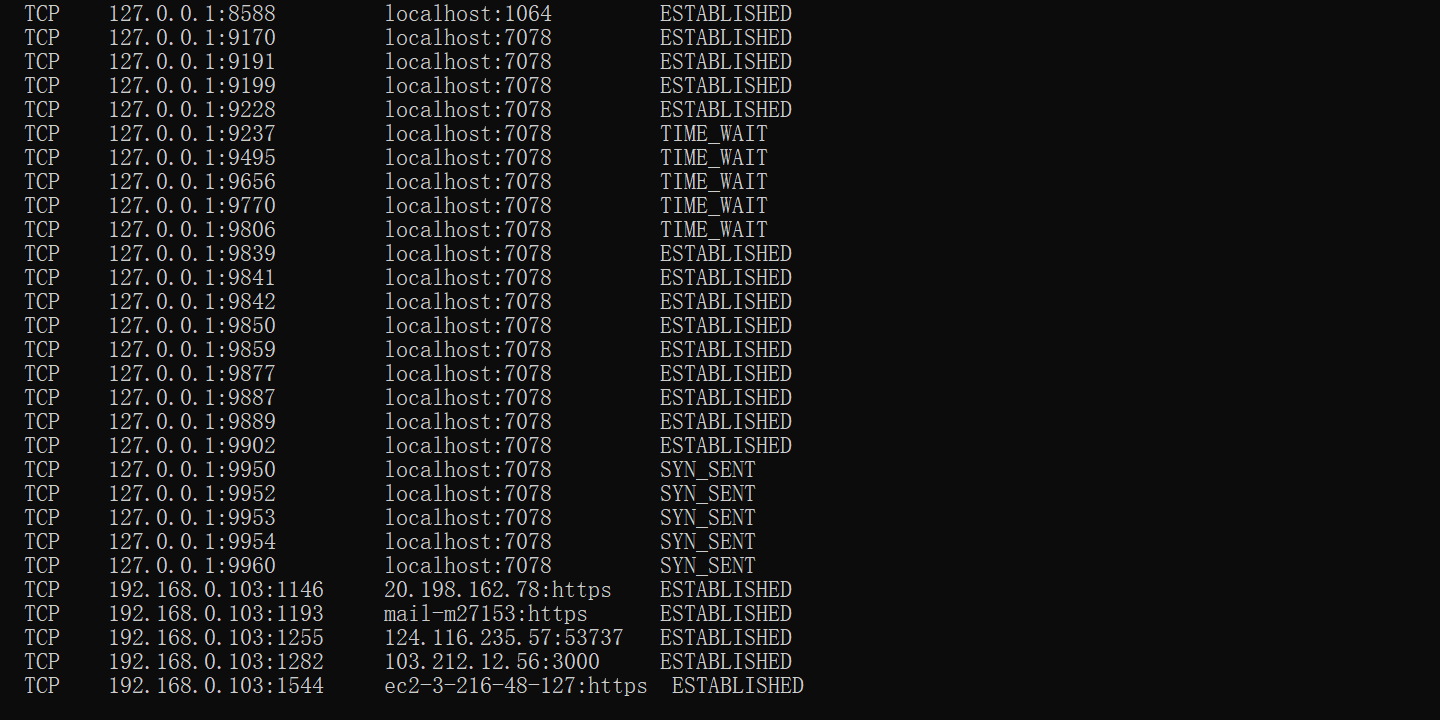 TCP 127.0.0.1:8588 localhost:1064 ESTABLISHED
TCP 127.0.0.1:9170 localhost:7078 ESTABLISHED
TCP 127.0.0.1:9191 localhost:7078 ESTABLISHED
TCP 127.0.0.1:9199 localhost:7078 ESTABLISHED
TCP 127.0.0.1:9228 localhost:7078 ESTABLISHED
TCP 127.0.0.1:9237 localhost:7078 TIME_WAIT
TCP 127.0.0.1:9495 localhost:7078 TIME_WAIT
TCP 127.0.0.1:9656 localhost:7078 TIME_WAIT
TCP 127.0.0.1:9770 localhost:7078 TIME_WAIT
TCP 127.0.0.1:9806 localhost:7078 TIME_WAIT
TCP 127.0.0.1:9839 localhost:7078 ESTABLISHED
TCP 127.0.0.1:9841 localhost:7078 ESTABLISHED
TCP 127.0.0.1:9842 localhost:7078 ESTABLISHED
TCP 127.0.0.1:9850 localhost:7078 ESTABLISHED
TCP 127.0.0.1:9859 localhost:7078 ESTABLISHED
TCP 127.0.0.1:9877 localhost:7078 ESTABLISHED
TCP 127.0.0.1:9887 localhost:7078 ESTABLISHED
TCP 127.0.0.1:9889 localhost:7078 ESTABLISHED
TCP 127.0.0.1:9902 localhost:7078 ESTABLISHED
TCP 127.0.0.1:9950 localhost:7078 SYN_SENT
TCP 127.0.0.1:9952 localhost:7078 SYN_SENT
TCP 127.0.0.1:9953 localhost:7078 SYN_SENT
TCP 127.0.0.1:9954 localhost:7078 SYN_SENT
TCP 127.0.0.1:9960 localhost:7078 SYN_SENT
TCP 192.168.0.103:1146 20.198.162.78:https ESTABLISHED
TCP 192.168.0.103:1193 mail-m27153:https ESTABLISHED
TCP 192.168.0.103:1255 124.116.235.57:53737 ESTABLISHED
TCP 192.168.0.103:1282 103.212.12.56:3000 ESTABLISHED
TCP 192.168.0.103:1544 ec2-3-216-48-127:https ESTABLISHED